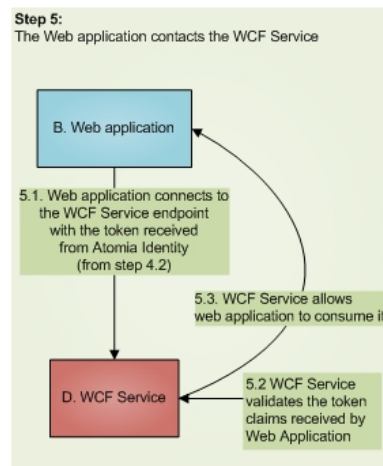 Step 5:
The Web application contacts the WCF Service
B. Web application
5.1. Web application connects to
the WCF Service endpoint
with the token received
from Atomia Identity
(from step 4.2)
5.3. WCF Service allows
web application to consume it
D. WCF Service
5.2 WCF Service
validates the token
claims received by
Web Application